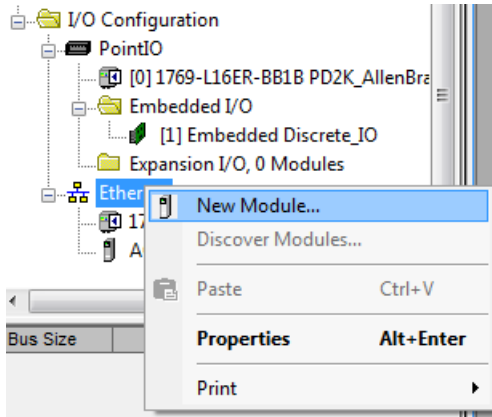 I/O Configuration
PointIO
[0] 1769-L16ER-BB1B PD2K_AllenBra
Embedded I/O
[1] Embedded Discrete_IO
Expansion I/O, 0 Modules
Ether
17
A
New Module...
Discover Modules...
Paste Ctrl+V
Properties Alt+Enter
Print
Bus Size